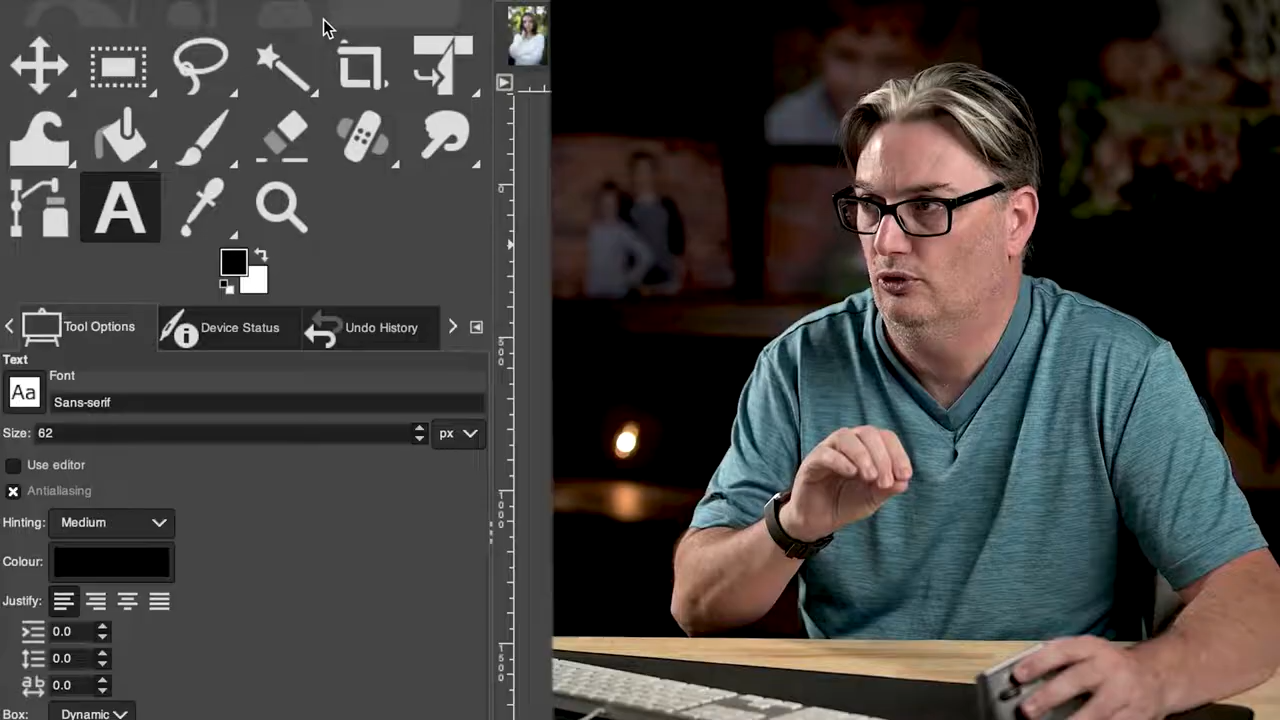 A
Tool Options
Device Status
Undo History
Text
Aa
Font
Sans-serif
Size: 62
px
Use editor
Antialiasing
Hinting: Medium
Colour:
Justify:
0.0
0.0
ab 0.0
Box: Dynamic